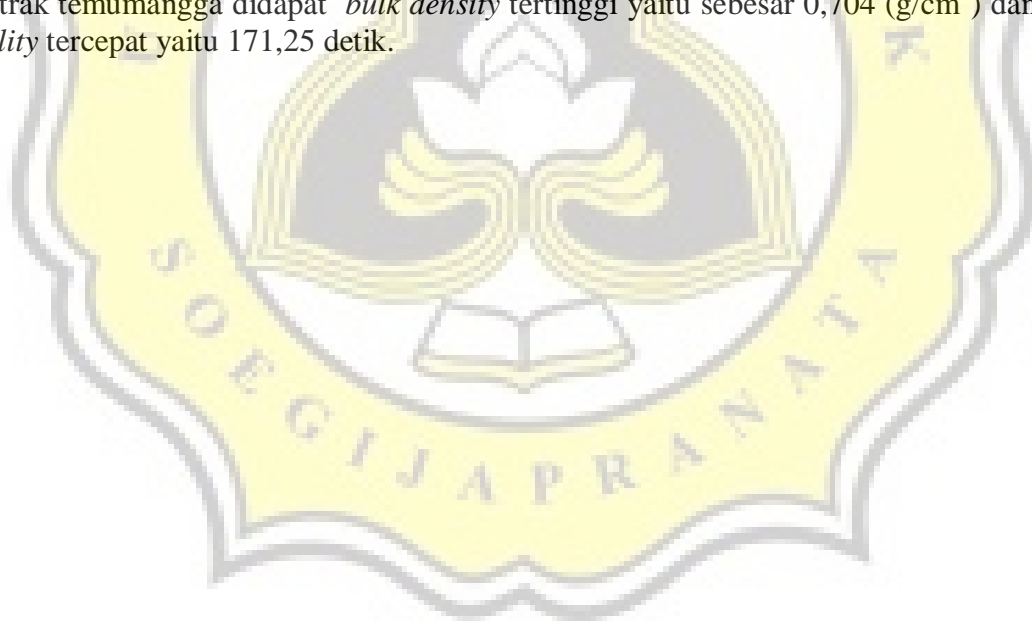 trak temumangga didapat bulk density tertinggi yaitu sebesar 0,704 (g/cm³) dan
lity tercepat yaitu 171,25 detik.
K
SOEGIJAPRANATA